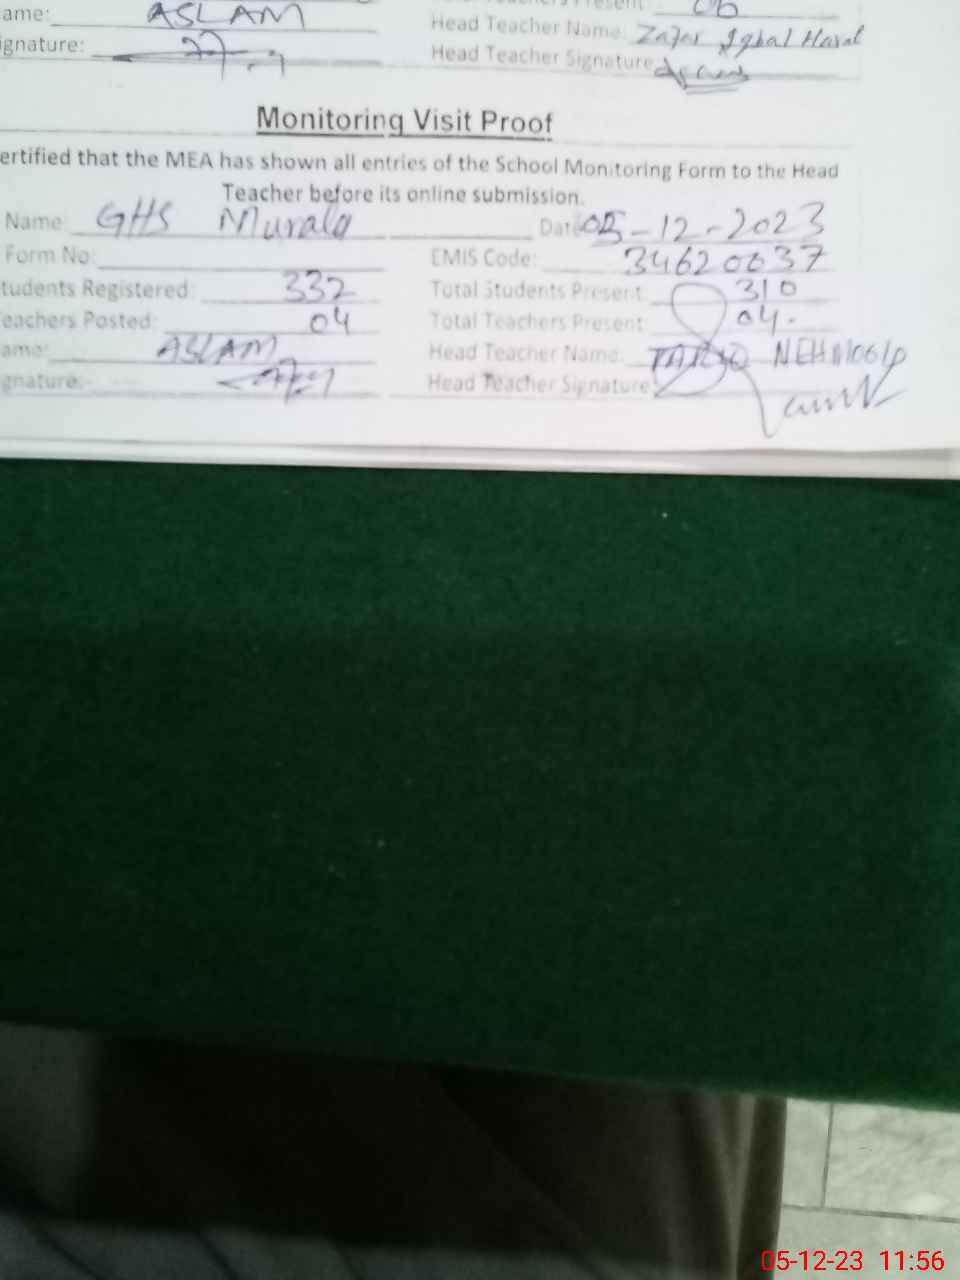 ame: ASLAM
Present: 06
Head Teacher Name: Zafar Iqbal
ignature:
Head Teacher Signature
Monitoring Visit Proof
ertified that the MEA has shown all entries of the School Monitoring Form to the Head
Teacher before its online submission.
Name GHS Murala Date 05-12-2023
Form No: EMIS Code: 34620037
tudents Registered: 332 Total Students Present 310
eachers Posted: 04 Total Teachers Present 04.
ame: ASLAM Head Teacher Name:
gnature: Head Teacher Signature
05-12-23 11:56